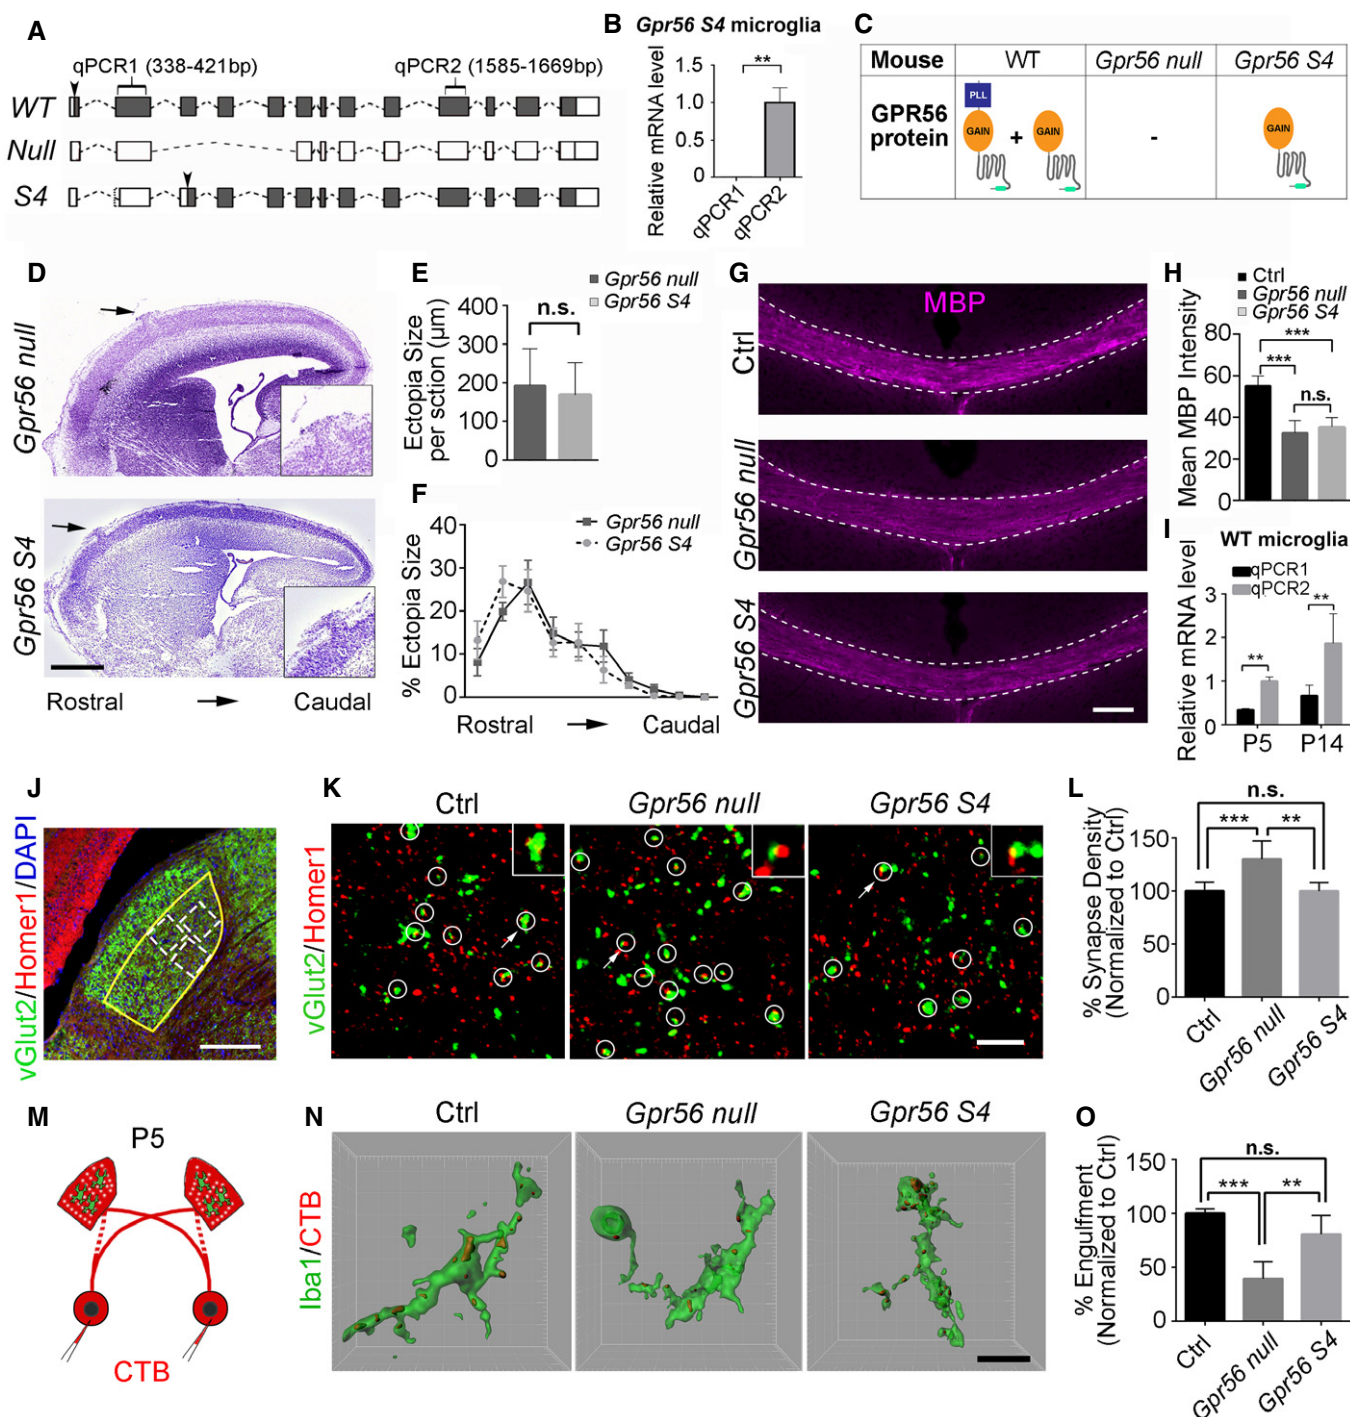 A
qPCR1 (338-421bp)
qPCR2 (1585-1669bp)
WT
Null
S4
B
Gpr56 S4 microglia
Relative mRNA level
1.5
1.0
0.5
0
**
qPCR1
qPCR2
C
Mouse
WT
Gpr56 null
Gpr56 S4
GPR56
protein
PLL
GAIN
+
GAIN
-
GAIN
D
Gpr56 null
Gpr56 S4
Rostral
Caudal
E
Gpr56 null
Gpr56 S4
Ectopia Size
per sction (µm)
400
300
200
100
0
n.s.
F
Gpr56 null
Gpr56 S4
% Ectopia Size
40
30
20
10
0
Rostral
Caudal
G
MBP
Ctrl
Gpr56 null
Gpr56 S4
H
Ctrl
Gpr56 null
Gpr56 S4
Mean MBP Intensity
80
60
40
20
0
***
***
n.s.
I
WT microglia
qPCR1
qPCR2
Relative mRNA level
3
2
1
0
**
**
P5
P14
J
vGlut2/Homer1/DAPI
K
Ctrl
Gpr56 null
Gpr56 S4
vGlut2/Homer1
L
% Synapse Density
(Normalized to Ctrl)
150
100
50
0
n.s.
***
**
Ctrl
Gpr56 null
Gpr56 S4
M
P5
CTB
N
Ctrl
Gpr56 null
Gpr56 S4
Iba1/CTB
O
% Engulfment
(Normalized to Ctrl)
150
100
50
0
n.s.
***
**
Ctrl
Gpr56 null
Gpr56 S4